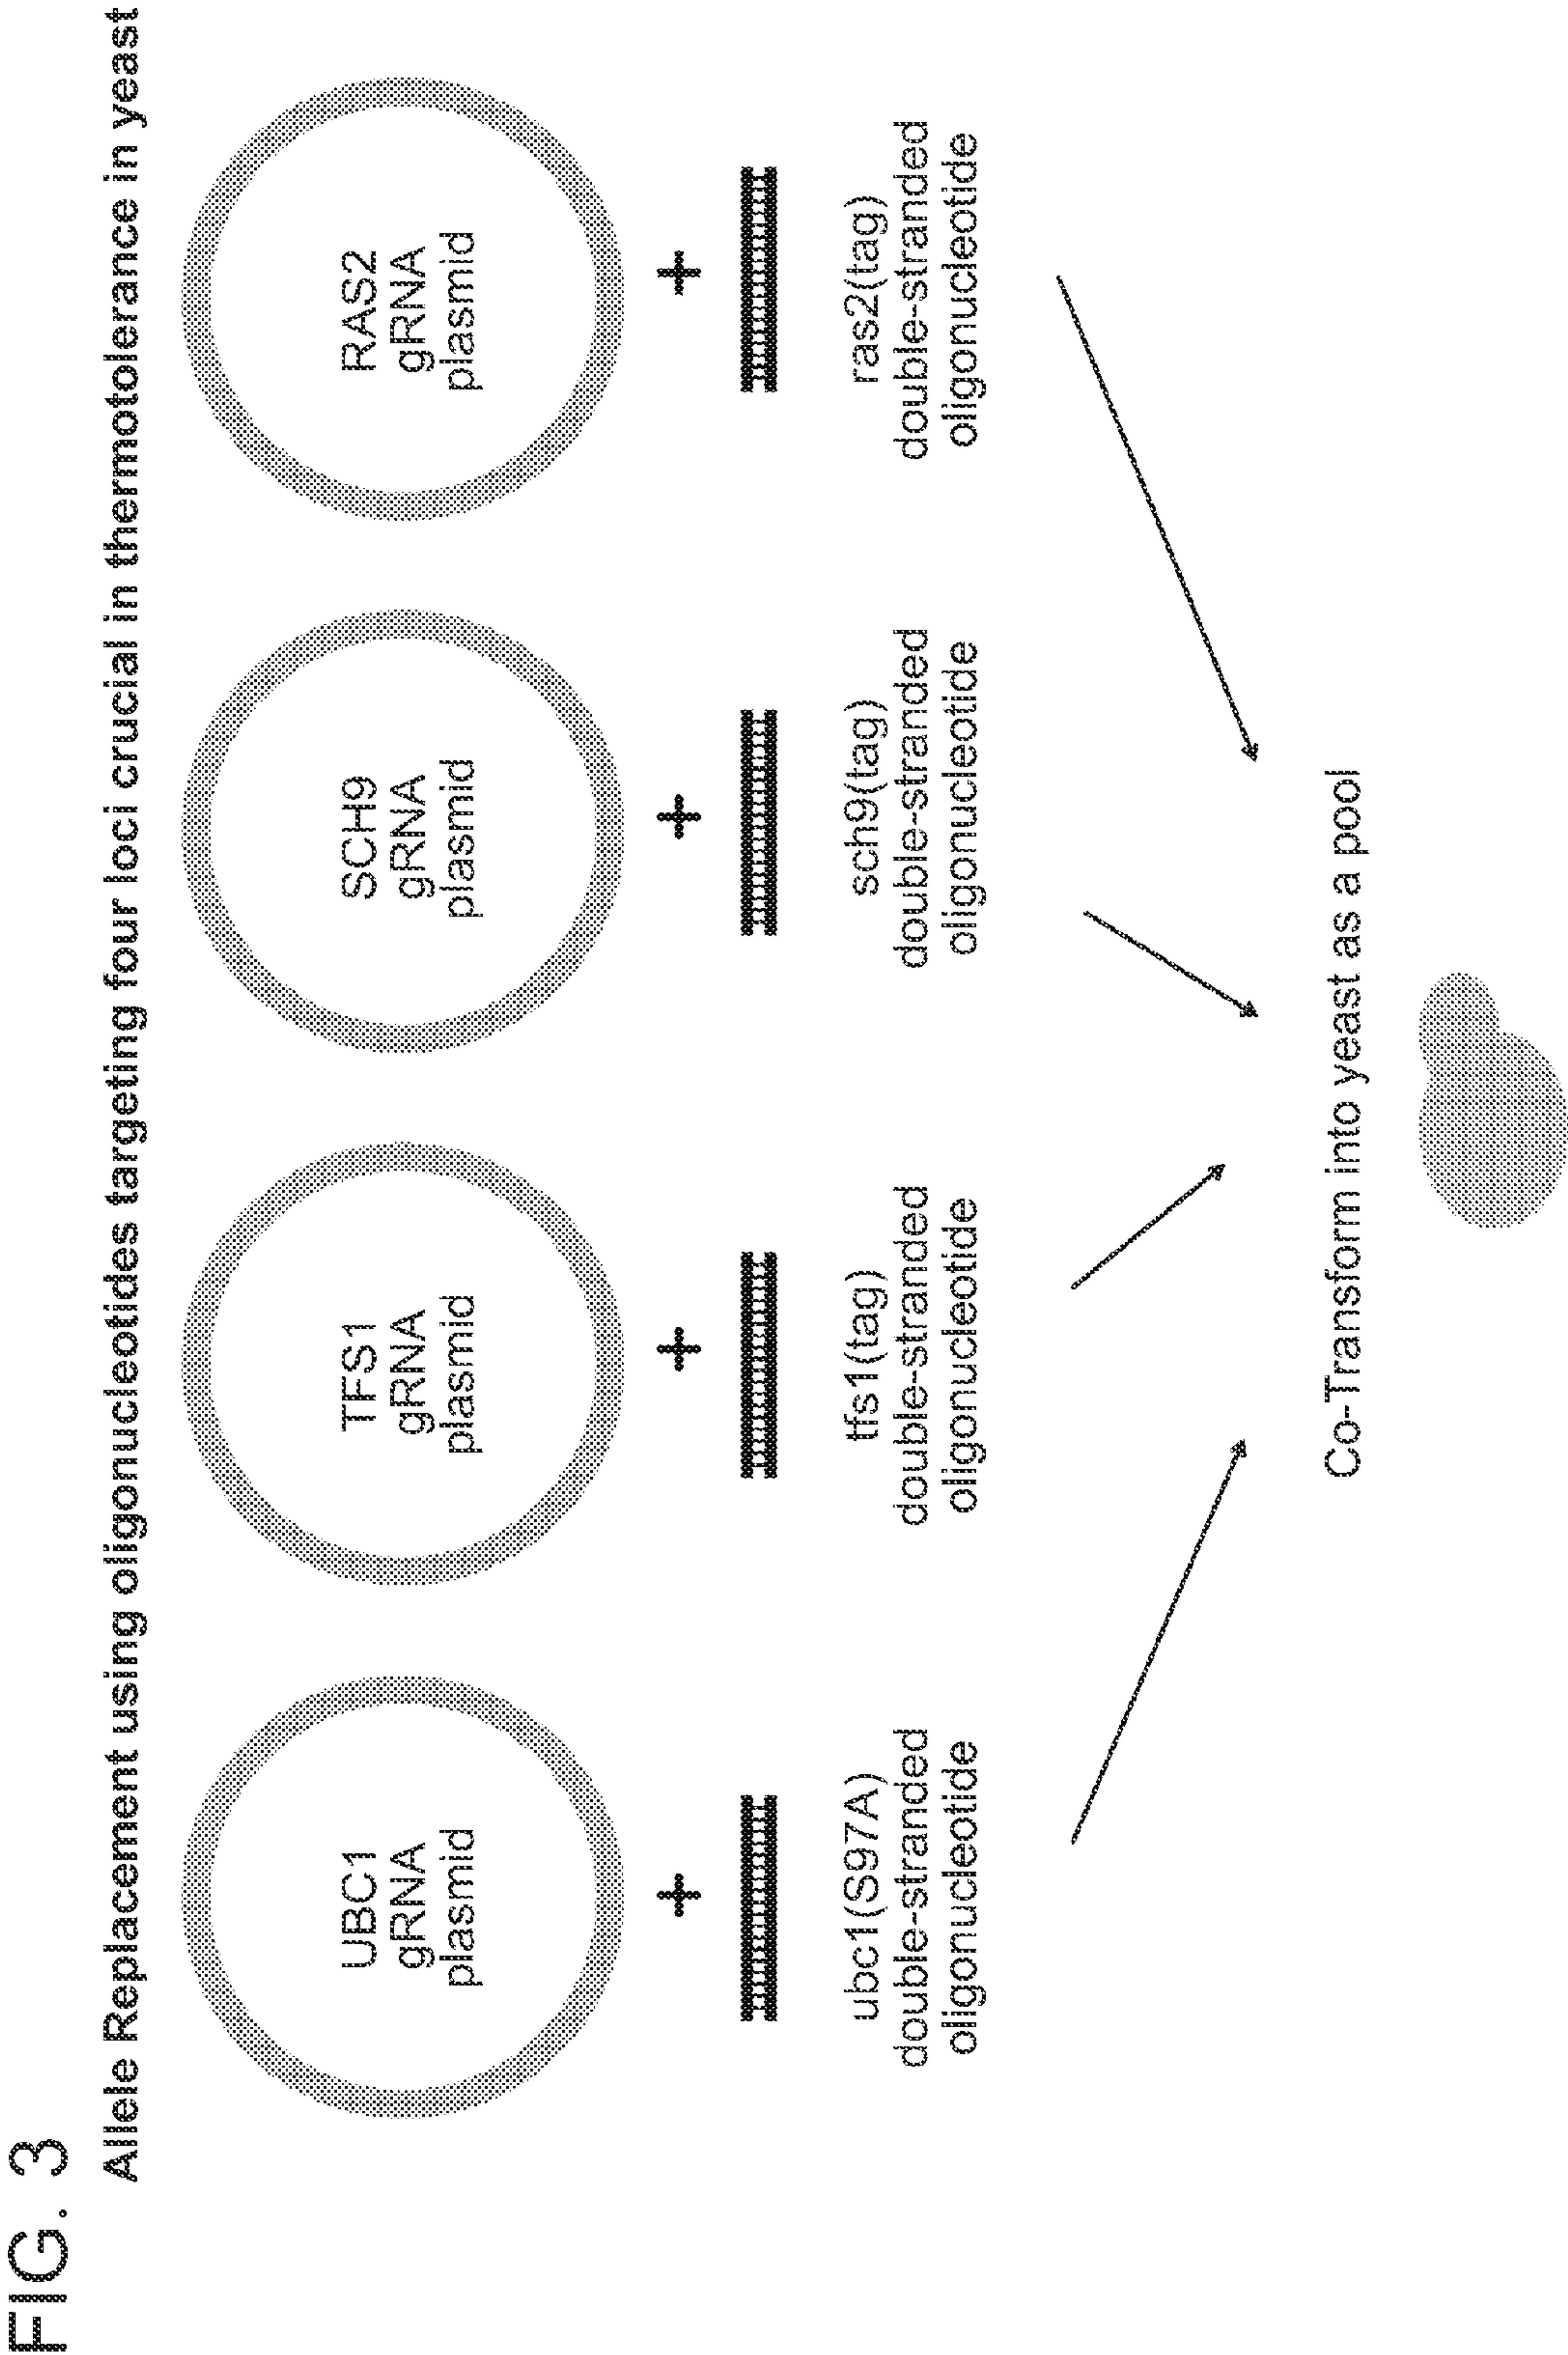 FIG. 3
Allele Replacement using oligonucleotides targeting four loci crucial in thermotolerance in yeast
UBC1
gRNA
plasmid
+
ubc1(S97A)
double-stranded
oligonucleotide
TFS1
gRNA
plasmid
+
tfs1(tag)
double-stranded
oligonucleotide
SCH9
gRNA
plasmid
+
sch9(tag)
double-stranded
oligonucleotide
RAS2
gRNA
plasmid
+
ras2(tag)
double-stranded
oligonucleotide
Co-Transform into yeast as a pool